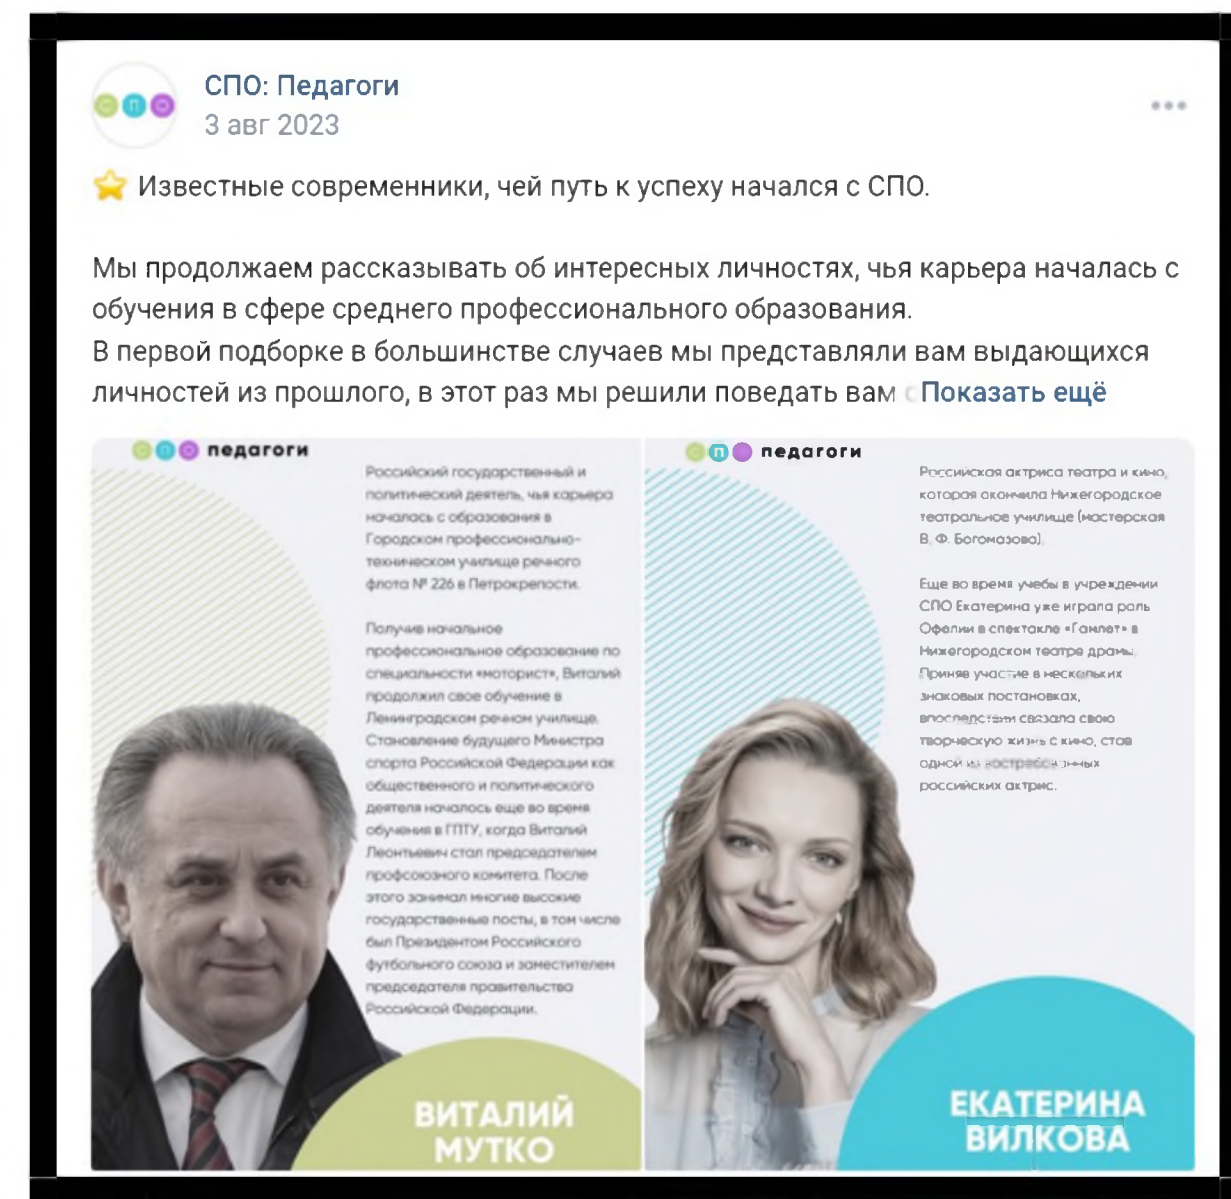 СПО: Педагоги
3 авг 2023
Известные современники, чей путь к успеху начался с СПО.
Мы продолжаем рассказывать об интересных личностях, чья карьера началась с
обучения в сфере среднего профессионального образования.
В первой подборке в большинстве случаев мы представляли вам выдающихся
личностей из прошлого, в этот раз мы решили поведать вам с Показать ещё
СПО педагоги
Российский государственный и
политический деятель, чья карьера
началась с образования в
Городском профессионально-
техническом училище речного
флота № 226 в Петрокрепости.
Получив начальное
профессиональное образование по
специальности «моторист», Виталий
продолжил свое обучение в
Ленинградском речном училище.
Становление будущего Министра
спорта Российской Федерации как
общественного и политического
деятеля началось еще во время
обучения в ГПТУ, когда Виталий
Леонтьевич стал председателем
профсоюзного комитета. После
этого занимал многие высокие
государственные посты, в том числе
был Президентом Российского
футбольного союза и заместителем
председателя правительства
Российской Федерации.
ВИТАЛИЙ
МУТКО
СПО педагоги
Российская актриса театра и кино,
которая окончила Нижегородское
театральное училище (мастерская
В. Ф. Богомазова).
Еще во время учебы в учреждении
СПО Екатерина уже играла роль
Офелии в спектакле «Гамлет» в
Нижегородском театре драмы.
Приняв участие в нескольких
знаковых постановках,
впоследствии связала свою
творческую жизнь с кино, став
одной из востребованных
российских актрис.
ЕКАТЕРИНА
ВИЛКОВА